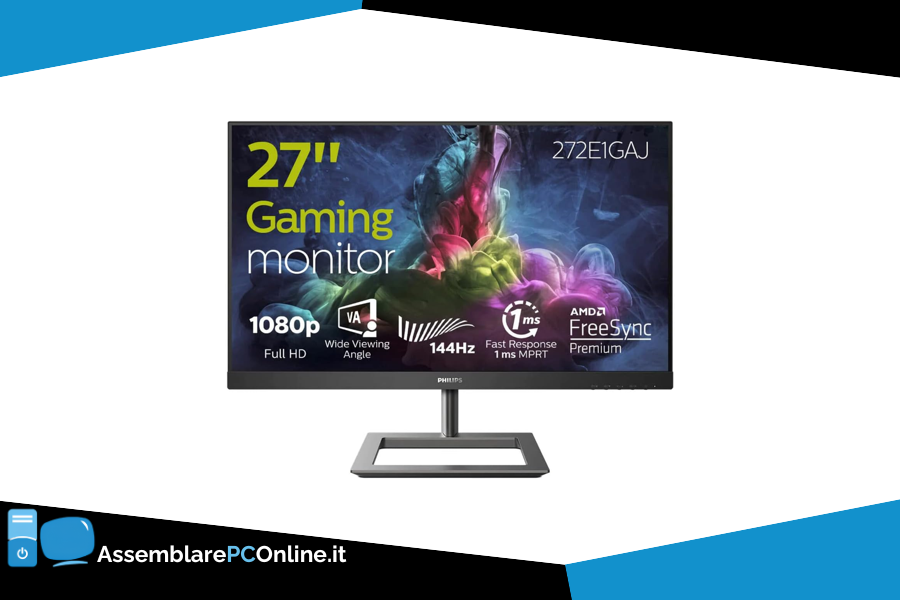 27"
272E1GAJ
Gaming
monitor
1080p
Full HD
VA
Wide Viewing
Angle
144Hz
1ms
Fast Response
1 ms MPRT
AMD
FreeSync
Premium
PHILIPS
AssemblarePCOnline.it